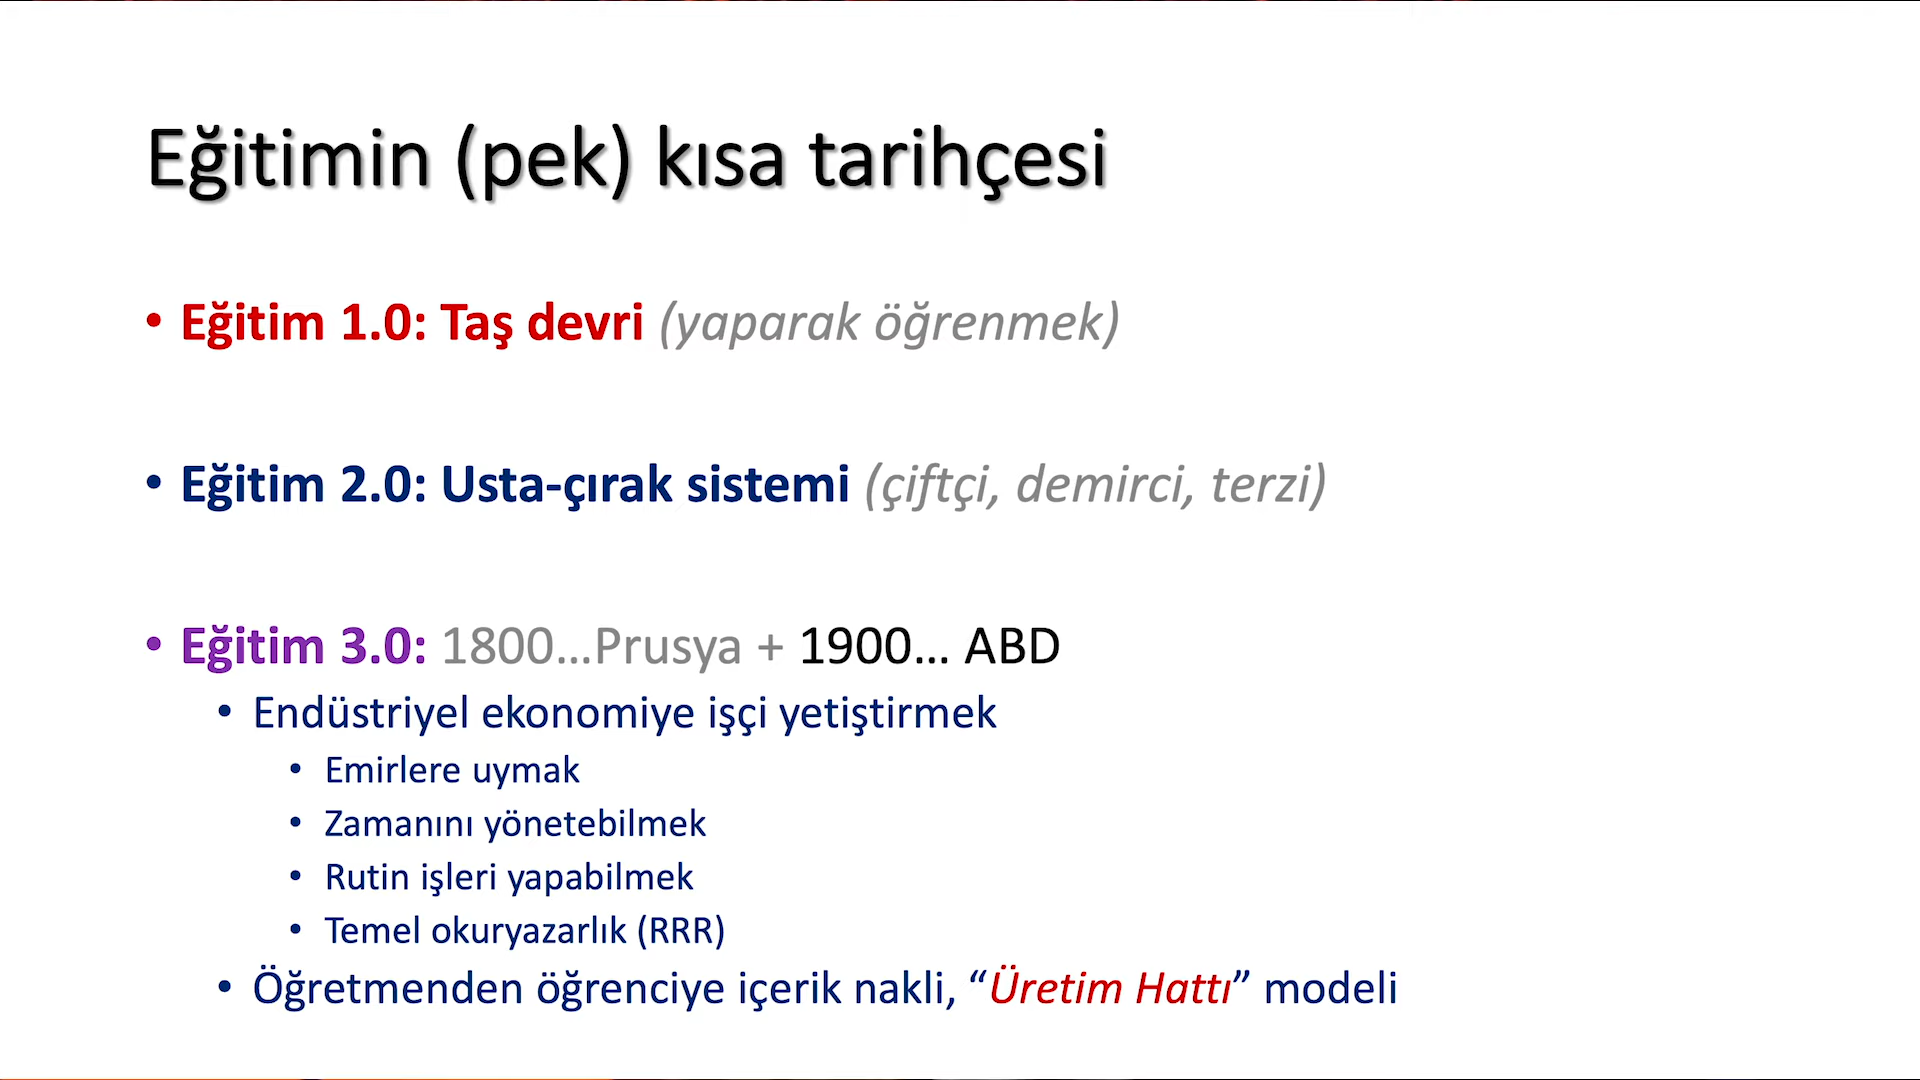 Eğitimin (pek) kısa tarihçesi
• Eğitim 1.0: Taş devri (yaparak öğrenmek)
• Eğitim 2.0: Usta-çırak sistemi (çiftçi, demirci, terzi)
• Eğitim 3.0: 1800...Prusya + 1900... ABD
• Endüstriyel ekonomiye işçi yetiştirmek
• Emirlere uymak
• Zamanını yönetebilmek
• Rutin işleri yapabilmek
• Temel okuryazarlık (RRR)
• Öğretmenden öğrenciye içerik nakli, “Üretim Hattı” modeli